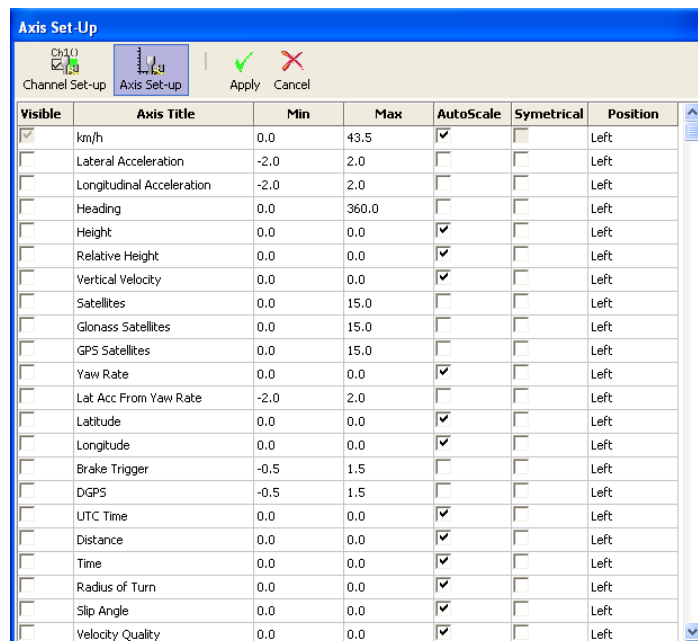 Axis Set-Up
Ch1()
Channel Set-up Axis Set-up Apply Cancel
Visible Axis Title Min Max AutoScale Symetrical Position
km/h 0.0 43.5 Left
Lateral Acceleration -2.0 2.0 Left
Longitudinal Acceleration -2.0 2.0 Left
Heading 0.0 360.0 Left
Height 0.0 0.0 Left
Relative Height 0.0 0.0 Left
Vertical Velocity 0.0 0.0 Left
Satellites 0.0 15.0 Left
Glonass Satellites 0.0 15.0 Left
GPS Satellites 0.0 15.0 Left
Yaw Rate 0.0 0.0 Left
Lat Acc From Yaw Rate -2.0 2.0 Left
Latitude 0.0 0.0 Left
Longitude 0.0 0.0 Left
Brake Trigger -0.5 1.5 Left
DGPS -0.5 1.5 Left
UTC Time 0.0 0.0 Left
Distance 0.0 0.0 Left
Time 0.0 0.0 Left
Radius of Turn 0.0 0.0 Left
Slip Angle 0.0 0.0 Left
Velocity Quality 0.0 0.0 Left